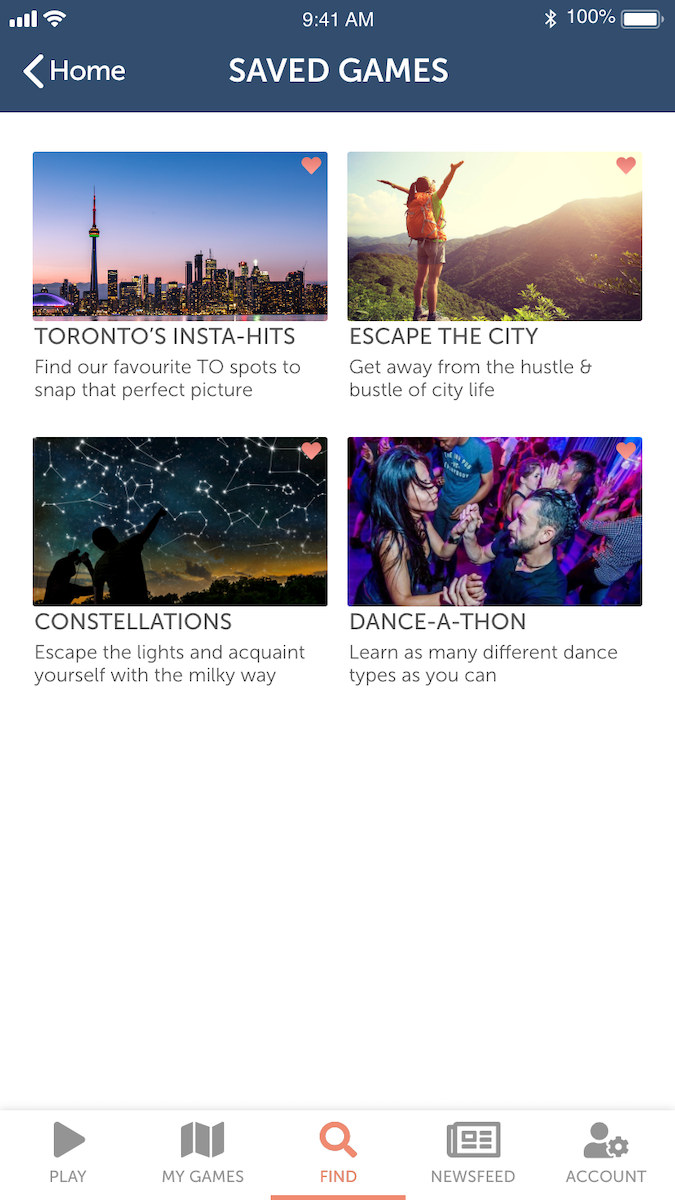 9:41 AM
100%
Home
SAVED GAMES
TORONTO'S INSTA-HITS
Find our favourite TO spots to
snap that perfect picture
ESCAPE THE CITY
Get away from the hustle &
bustle of city life
CONSTELLATIONS
Escape the lights and acquaint
yourself with the milky way
DANCE-A-THON
Learn as many different dance
types as you can
PLAY
MY GAMES
FIND
NEWSFEED
ACCOUNT